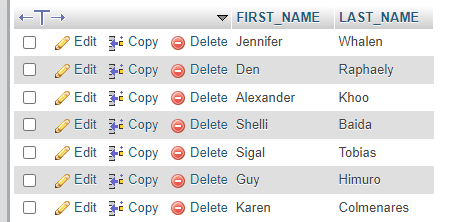 FIRST_NAME LAST_NAME
Edit Copy Delete Jennifer Whalen
Edit Copy Delete Den Raphaely
Edit Copy Delete Alexander Khoo
Edit Copy Delete Shelli Baida
Edit Copy Delete Sigal Tobias
Edit Copy Delete Guy Himuro
Edit Copy Delete Karen Colmenares